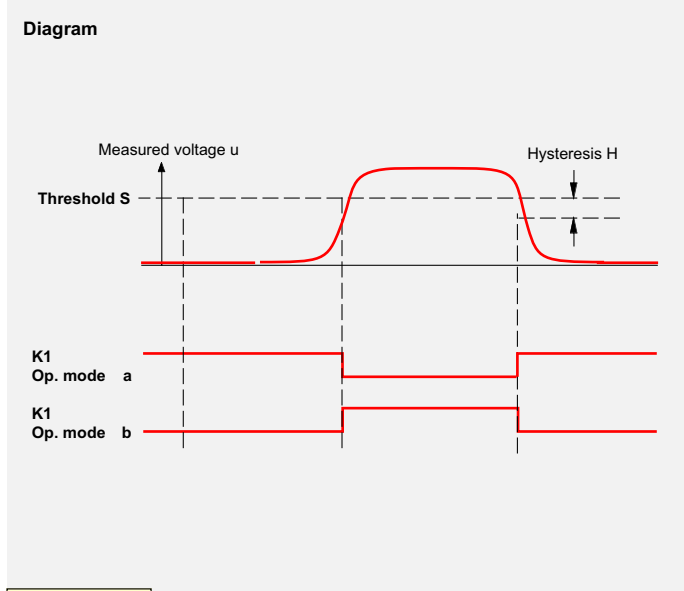 Diagram
Measured voltage u
Hysteresis H
Threshold S
K1
Op. mode a
K1
Op. mode b